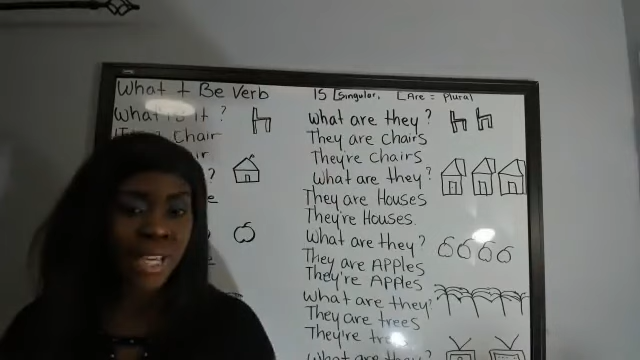 What + Be Verb
What is it ?
Chair
?
IS [Singular, [Are = Plural
What are they ?
They are chairs
They're chairs
What are they?
They are Houses
They're Houses.
What are they?
They are Apples
They're Apples
What are they?
They are trees
They're
What are they?